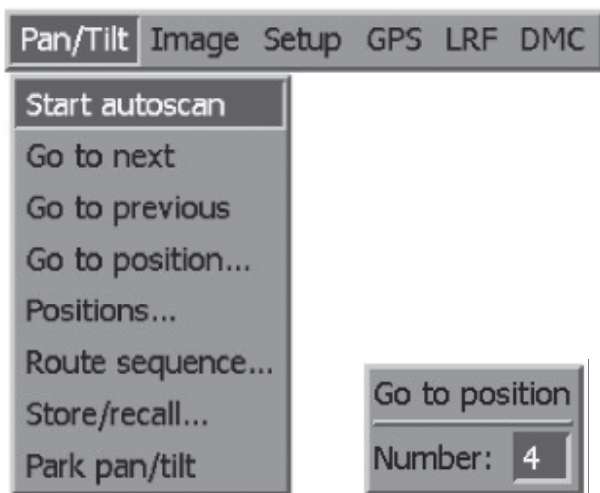 Pan/Tilt Image Setup GPS LRF DMC
Start autoscan
Go to next
Go to previous
Go to position...
Positions...
Route sequence...
Store/recall...
Park pan/tilt
Go to position
Number: 4